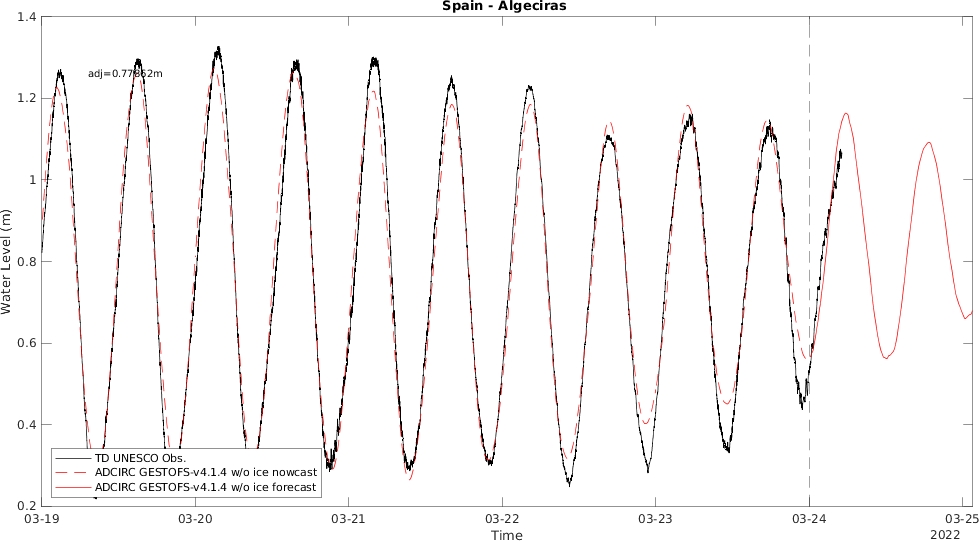 Spain - Algeciras
1.4
adj=0.77862m
1.2
1
0.8
0.6
0.4
0.2
Water Level (m)
TD UNESCO Obs.
ADCIRC GESTOFS-v4.1.4 w/o ice nowcast
ADCIRC GESTOFS-v4.1.4 w/o ice forecast
03-19 03-20 03-21 03-22 03-23 03-24 03-25
Time
2022